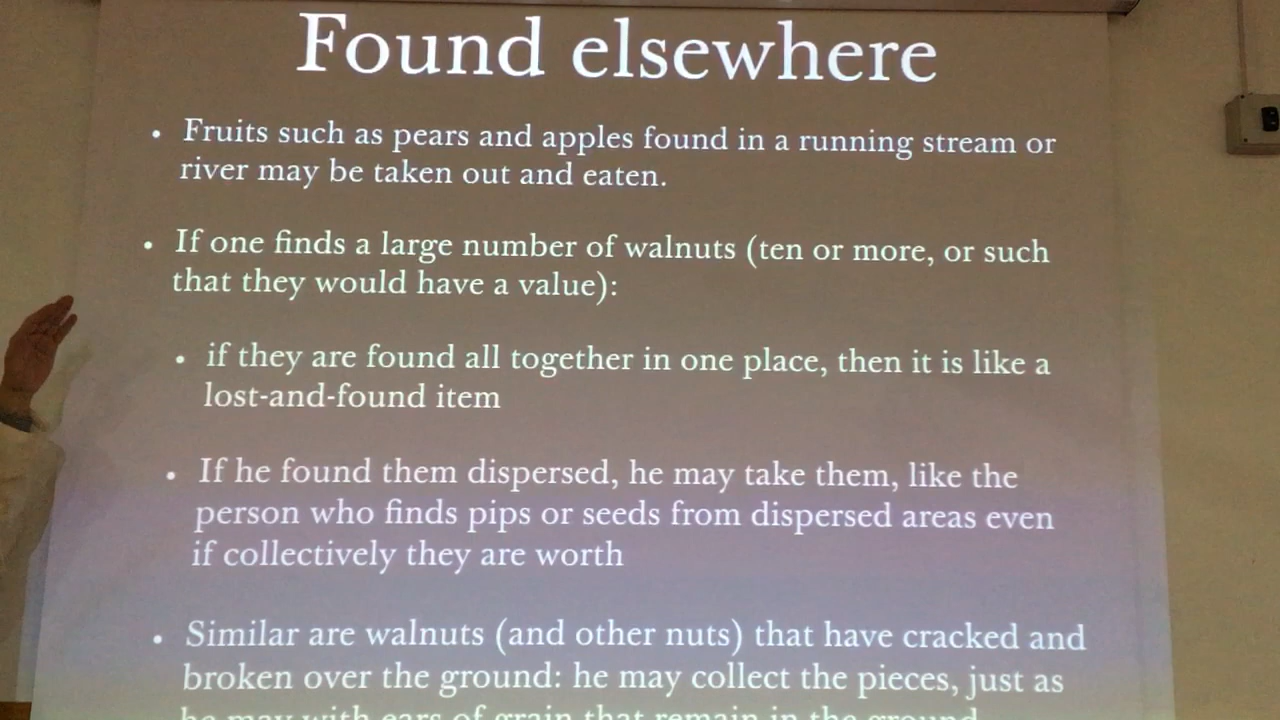 Found elsewhere
• Fruits such as pears and apples found in a running stream or
river may be taken out and eaten.
• If one finds a large number of walnuts (ten or more, or such
that they would have a value):
• if they are found all together in one place, then it is like a
lost-and-found item
• If he found them dispersed, he may take them, like the
person who finds pips or seeds from dispersed areas even
if collectively they are worth
• Similar are walnuts (and other nuts) that have cracked and
broken over the ground: he may collect the pieces, just as
he may with ears of grain that remain in the ground